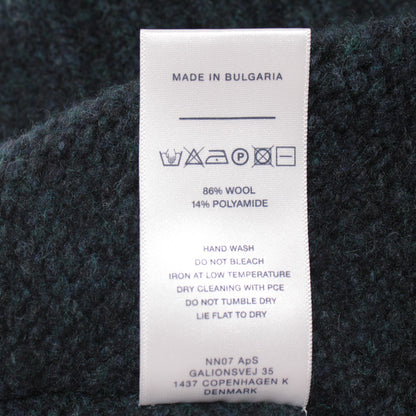 MADE IN BULGARIA
P
86% WOOL
14% POLYAMIDE
HAND WASH
DO NOT BLEACH
IRON AT LOW TEMPERATURE
DRY CLEANING WITH PCE
DO NOT TUMBLE DRY
LIE FLAT TO DRY
NN07 ApS
GALIONSVEJ 35
1437 COPENHAGEN K
DENMARK